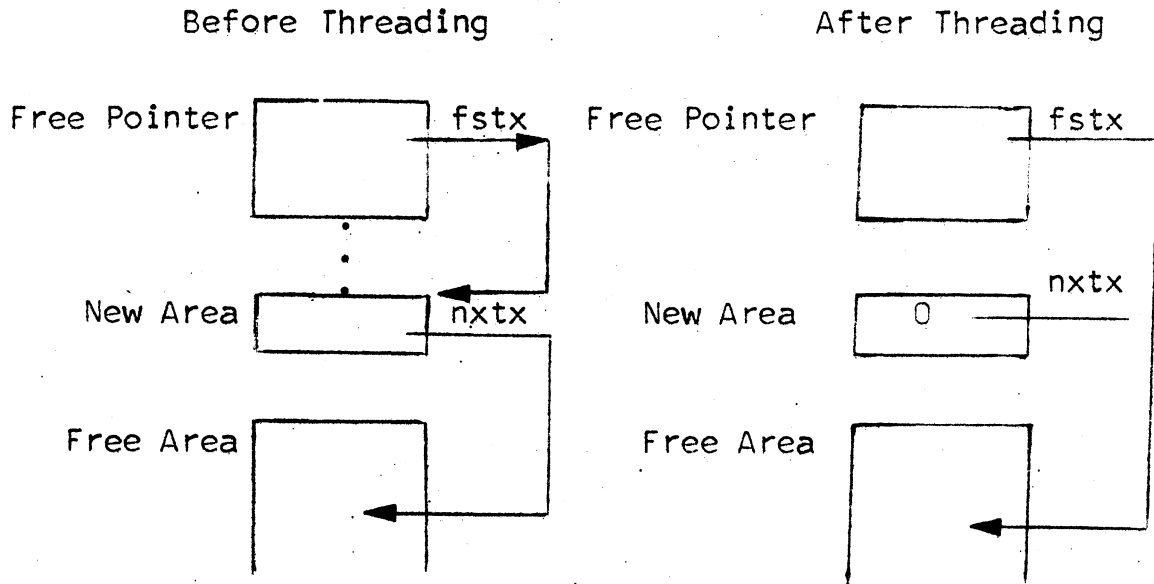 Before Threading
After Threading
Free Pointer
fstx
Free Pointer
fstx
New Area
nxtx
New Area
0
nxtx
Free Area
Free Area